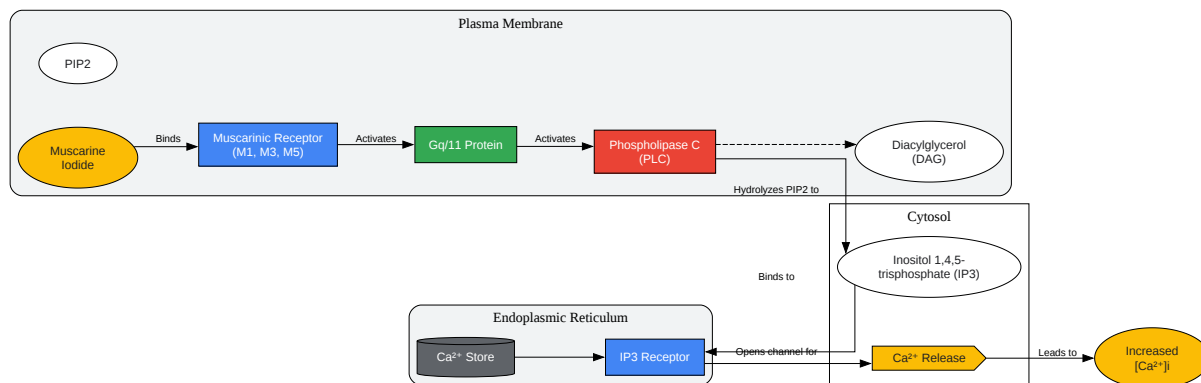 Plasma Membrane
PIP2
Muscarine
Iodide
Binds
Muscarinic Receptor
(M1, M3, M5)
Activates
Gq/11 Protein
Activates
Phospholipase C
(PLC)
Diacylglycerol
(DAG)
Hydrolyzes PIP2 to
Cytosol
Inositol 1,4,5-
trisphosphate (IP3)
Binds to
Endoplasmic Reticulum
Ca²⁺ Store
IP3 Receptor
Opens channel for
Ca²⁺ Release
Leads to
Increased
[Ca²⁺]i